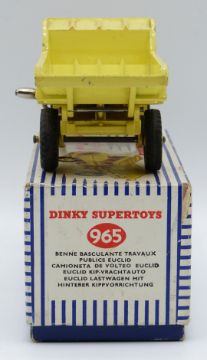 DINKY SUPERTOYS
965
BENNE BASCULANTE TRAVAUX
PUBLICS EUCLID
CAMIONETA DE VOLTEO EUCLID
EUCLID KIP-VRACHTAUTO
EUCLID LASTWAGEN MIT
HINTERER KIPPVORRICHTUNG